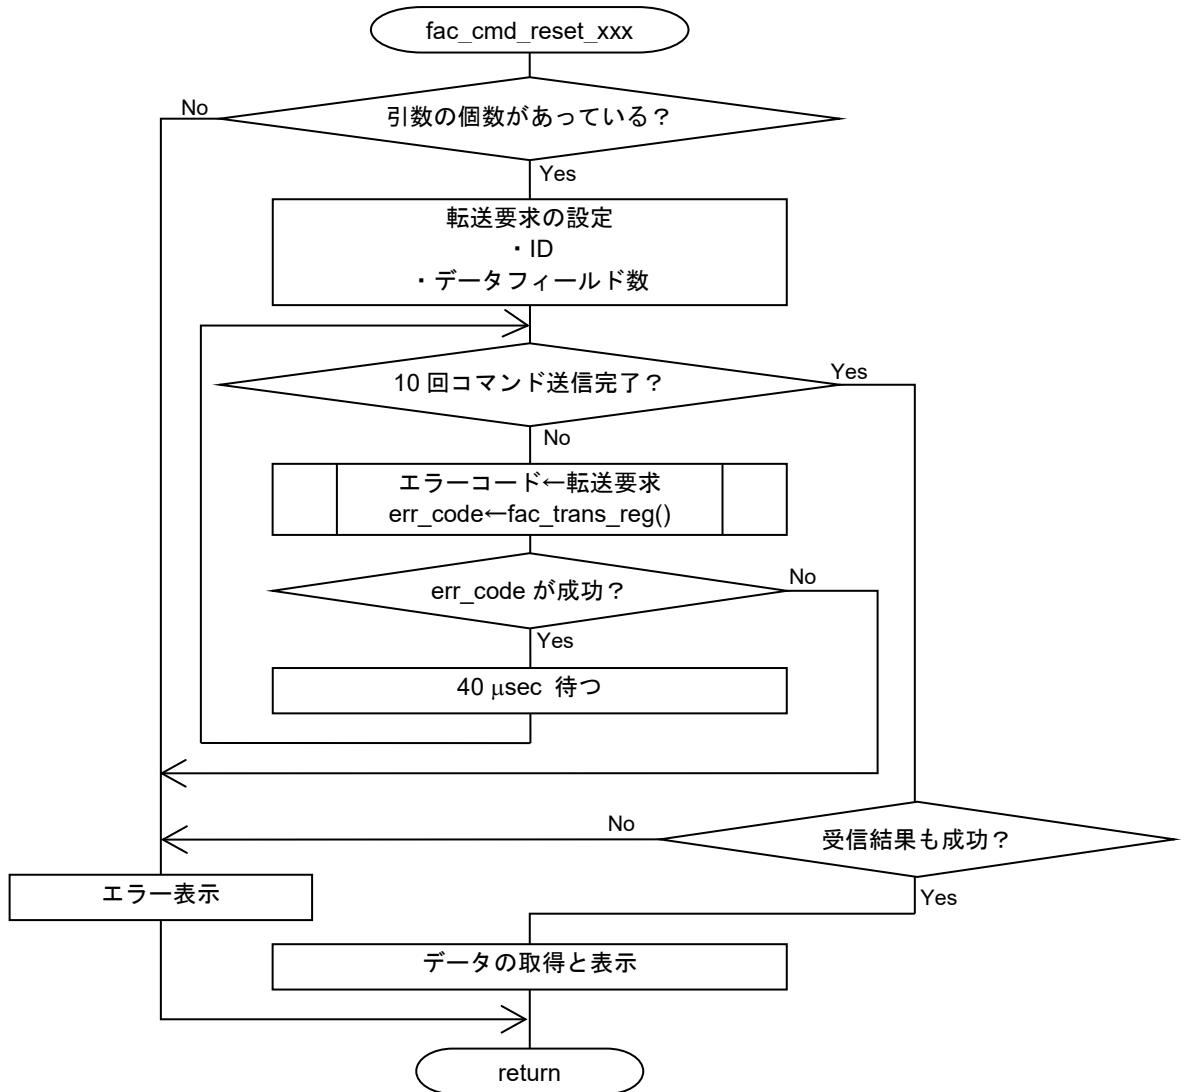 fac_cmd_reset_xxx
No
引数の個数があっている？
Yes
転送要求の設定
・ID
・データフィールド数
10 回コマンド送信完了？
Yes
No
エラーコード←転送要求
err_code←fac_trans_reg()
err_code が成功？
No
Yes
40 μsec 待つ
No
受信結果も成功？
エラー表示
Yes
データの取得と表示
return